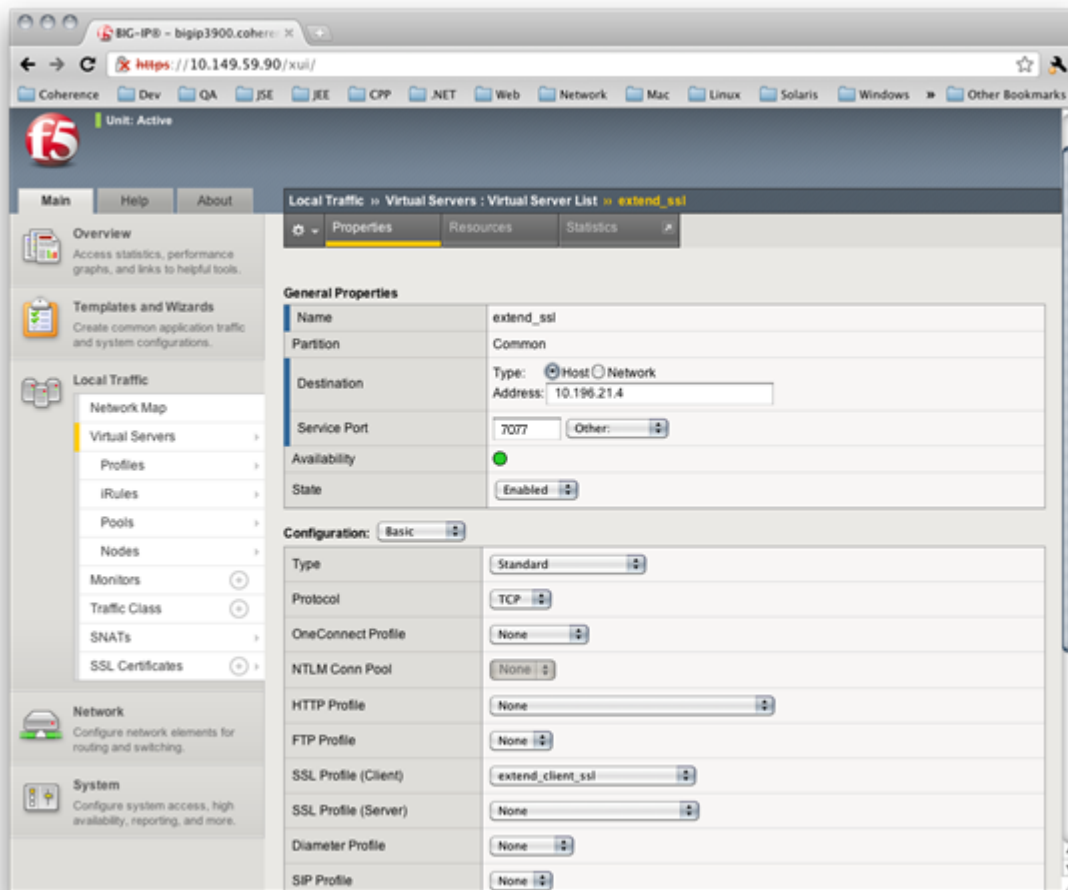 BIG-IP® – bigip3900.cohere
https://10.149.59.90/xui/
Coherence Dev QA JSE JEE CPP .NET Web Network Mac Linux Solaris Windows » Other Bookmarks
f5
Unit: Active
Main Help About
Local Traffic » Virtual Servers : Virtual Server List » extend_ssl
Properties Resources Statistics
Overview
Access statistics, performance
graphs, and links to helpful tools.
Templates and Wizards
Create common application traffic
and system configurations.
Local Traffic
Network Map
Virtual Servers
Profiles
iRules
Pools
Nodes
Monitors
Traffic Class
SNATs
SSL Certificates
Network
Configure network elements for
routing and switching.
System
Configure system access, high
availability, reporting, and more.
General Properties
Name extend_ssl
Partition Common
Destination
Type: Host Network
Address: 10.196.21.4
Service Port 7077 Other:
Availability
State Enabled
Configuration: Basic
Type Standard
Protocol TCP
OneConnect Profile None
NTLM Conn Pool None
HTTP Profile None
FTP Profile None
SSL Profile (Client) extend_client_ssl
SSL Profile (Server) None
Diameter Profile None
SIP Profile None